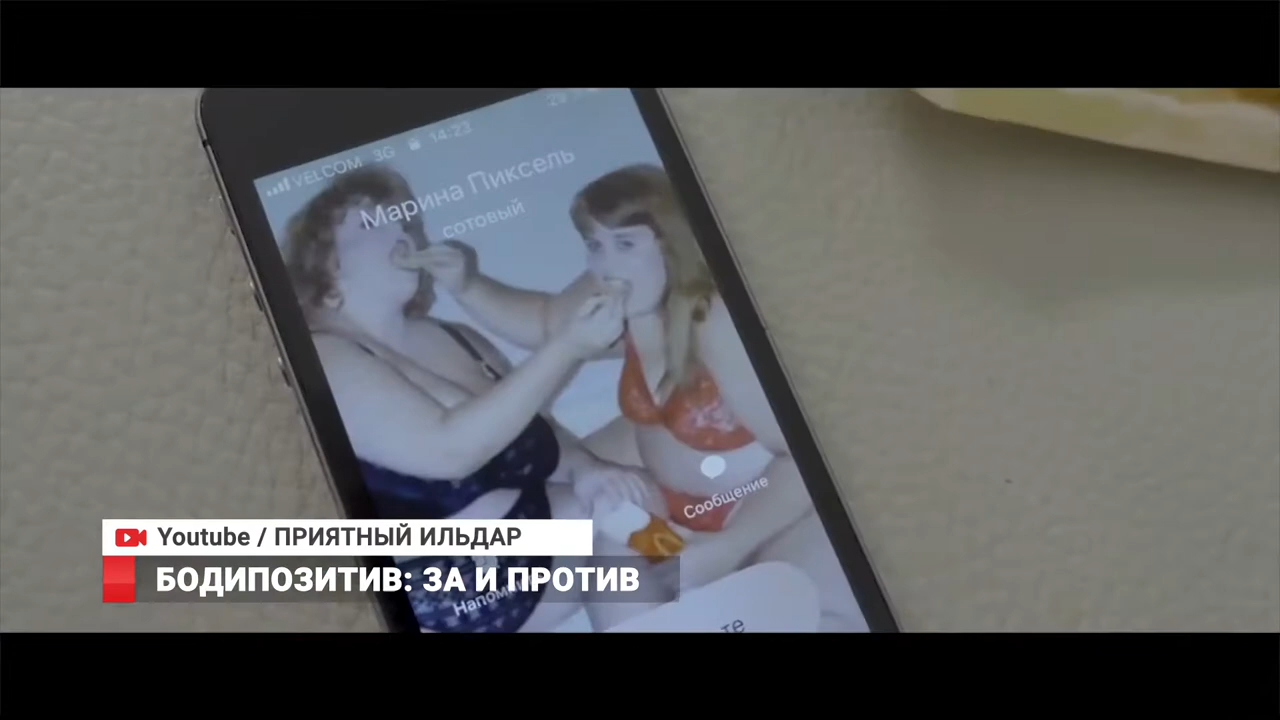 VELCOM 3G 14:23
Марина Пиксель
сотовый
Сообщение
Youtube / ПРИЯТНЫЙ ИЛЬДАР
БОДИПОЗИТИВ: ЗА И ПРОТИВ